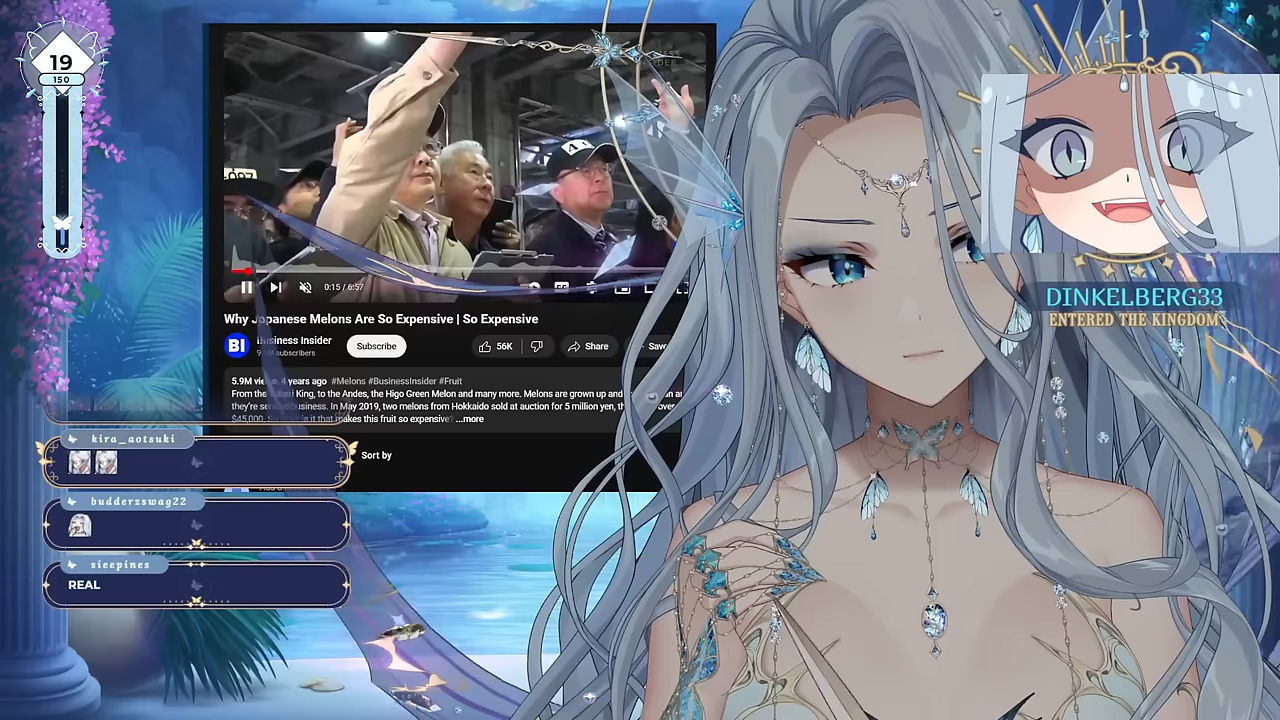 19
150
0:15 / 6:57
Why Japanese Melons Are So Expensive | So Expensive
BI
Business Insider
subscribers
Subscribe
56K
Share
Save
5.9M 4 years ago #Melons #BusinessInsider #Fruit
From the King, to the Andes, the Higo Green Melon and many more. Melons are grown up and
they're business. In May 2019, two melons from Hokkaido sold at auction for 5 million yen,
$45,000. is it that makes this fruit so expensive? ...more
Sort by
DINKELBERG33
ENTERED THE KINGDOM
kira_aotsuki
budderzswag22
sieepines
REAL